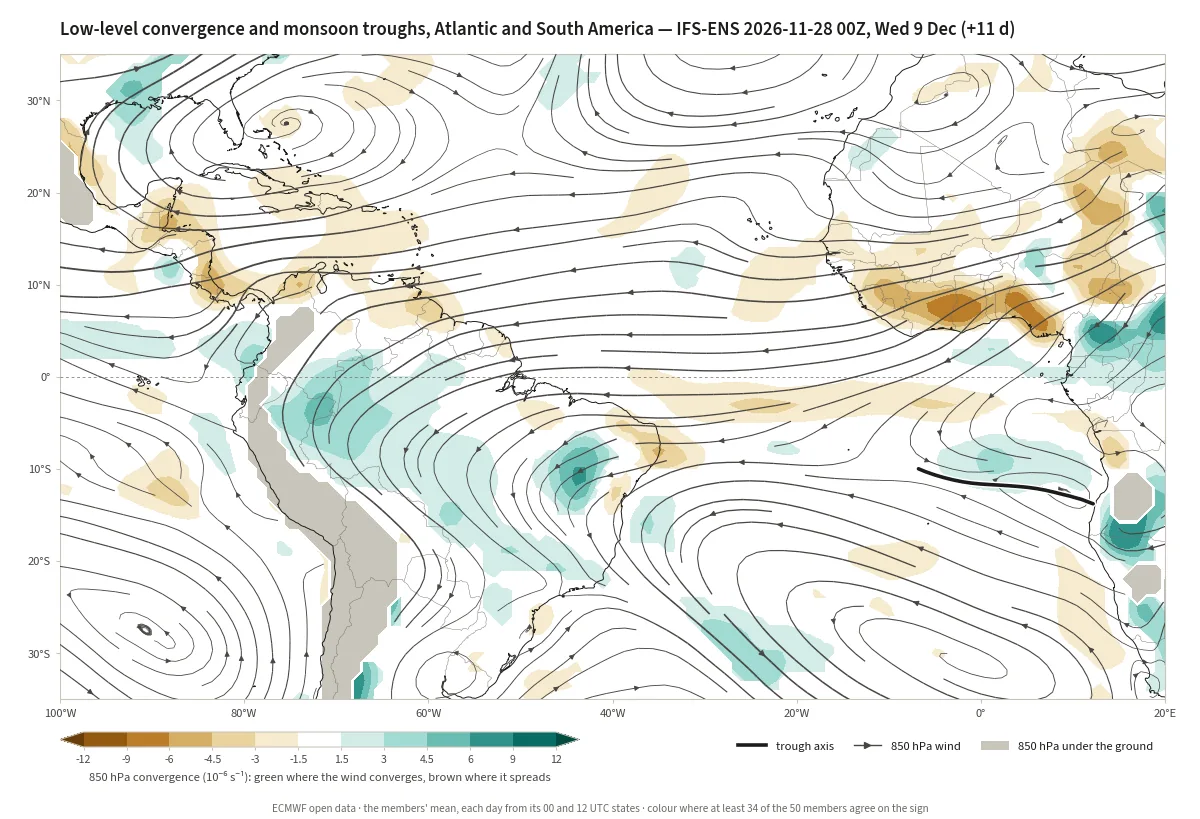 Low-level convergence and monsoon troughs, Atlantic and South America — IFS-ENS 2026-11-28 00Z, Wed 9 Dec (+11 d)
30°N
20°N
10°N
0°
10°S
20°S
30°S
100°W 80°W 60°W 40°W 20°W 0° 20°E
-12 -9 -6 -4.5 -3 -1.5 1.5 3 4.5 6 9 12
850 hPa convergence (10⁻⁶ s⁻¹): green where the wind converges, brown where it spreads
trough axis 850 hPa wind 850 hPa under the ground
ECMWF open data · the members' mean, each day from its 00 and 12 UTC states · colour where at least 34 of the 50 members agree on the sign